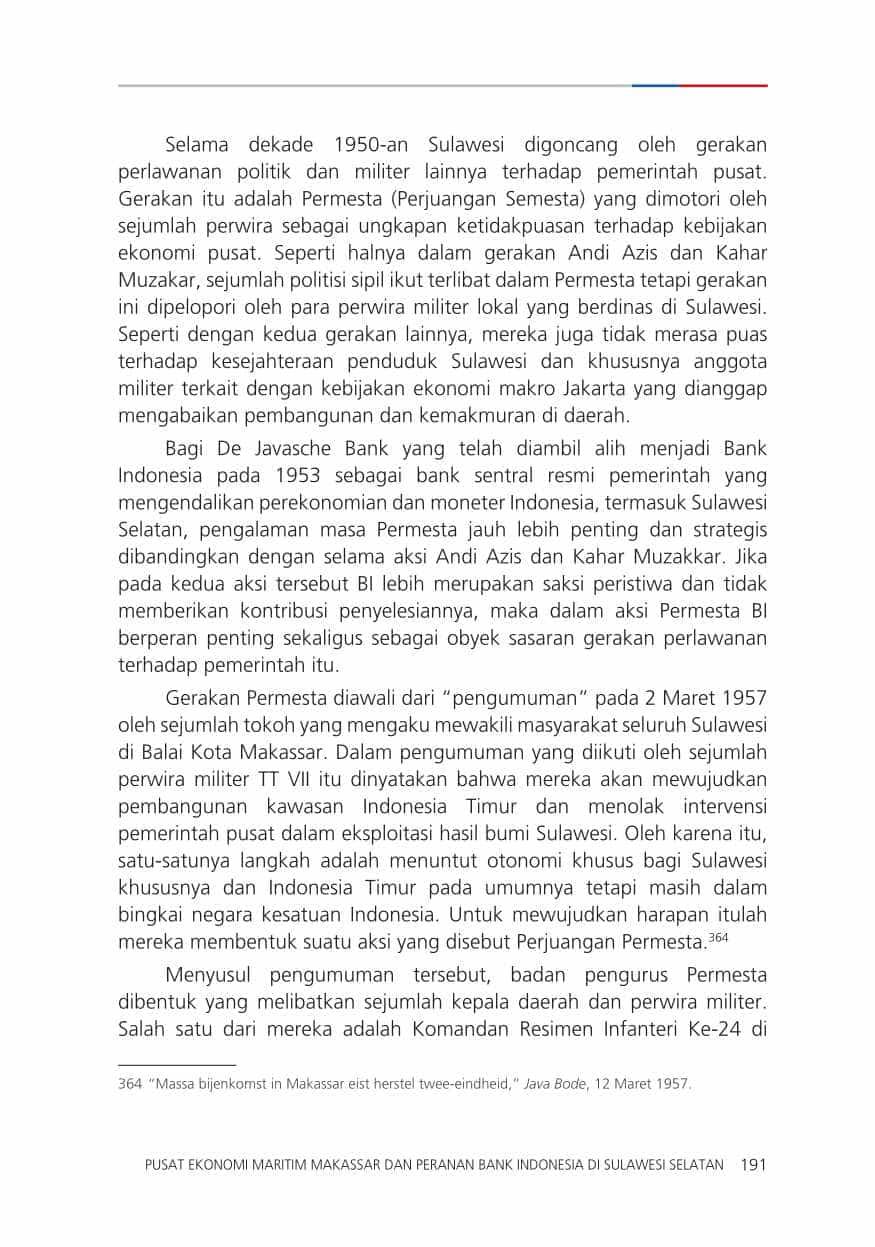 Selama dekade 1950-an Sulawesi digoncang oleh gerakan
perlawanan politik dan militer lainnya terhadap pemerintah pusat.
Gerakan itu adalah Permesta (Perjuangan Semesta) yang dimotori oleh
sejumlah perwira sebagai ungkapan ketidakpuasan terhadap kebijakan
ekonomi pusat. Seperti halnya dalam gerakan Andi Azis dan Kahar
Muzakar, sejumlah politisi sipil ikut terlibat dalam Permesta tetapi gerakan
ini dipelopori oleh para perwira militer lokal yang berdinas di Sulawesi.
Seperti dengan kedua gerakan lainnya, mereka juga tidak merasa puas
terhadap kesejahteraan penduduk Sulawesi dan khususnya anggota
militer terkait dengan kebijakan ekonomi makro Jakarta yang dianggap
mengabaikan pembangunan dan kemakmuran di daerah.
Bagi De Javasche Bank yang telah diambil alih menjadi Bank
Indonesia pada 1953 sebagai bank sentral resmi pemerintah yang
mengendalikan perekonomian dan moneter Indonesia, termasuk Sulawesi
Selatan, pengalaman masa Permesta jauh lebih penting dan strategis
dibandingkan dengan selama aksi Andi Azis dan Kahar Muzakkar. Jika
pada kedua aksi tersebut BI lebih merupakan saksi peristiwa dan tidak
memberikan kontribusi penyelesiannya, maka dalam aksi Permesta BI
berperan penting sekaligus sebagai obyek sasaran gerakan perlawanan
terhadap pemerintah itu.
Gerakan Permesta diawali dari “pengumuman” pada 2 Maret 1957
oleh sejumlah tokoh yang mengaku mewakili masyarakat seluruh Sulawesi
di Balai Kota Makassar. Dalam pengumuman yang diikuti oleh sejumlah
perwira militer TT VII itu dinyatakan bahwa mereka akan mewujudkan
pembangunan kawasan Indonesia Timur dan menolak intervensi
pemerintah pusat dalam eksploitasi hasil bumi Sulawesi. Oleh karena itu,
satu-satunya langkah adalah menuntut otonomi khusus bagi Sulawesi
khususnya dan Indonesia Timur pada umumnya tetapi masih dalam
bingkai negara kesatuan Indonesia. Untuk mewujudkan harapan itulah
mereka membentuk suatu aksi yang disebut Perjuangan Permesta.364
Menyusul pengumuman tersebut, badan pengurus Permesta
dibentuk yang melibatkan sejumlah kepala daerah dan perwira militer.
Salah satu dari mereka adalah Komandan Resimen Infanteri Ke-24 di
364 “Massa bijenkomst in Makassar eist herstel twee-eindheid,” Java Bode, 12 Maret 1957.
PUSAT EKONOMI MARITIM MAKASSAR DAN PERANAN BANK INDONESIA DI SULAWESI SELATAN 191